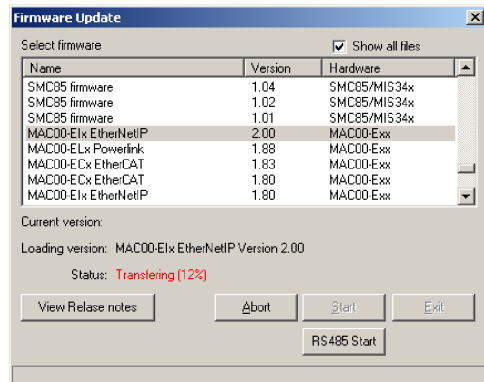 Firmware Update
Select firmware Show all files
Name Version Hardware
SMC85 firmware 1.04 SMC85/MIS34x
SMC85 firmware 1.02 SMC85/MIS34x
SMC85 firmware 1.01 SMC85/MIS34x
MAC00-EIx EtherNetIP 2.00 MAC00-Exx
MAC00-ELx Powerlink 1.88 MAC00-Exx
MAC00-ECx EtherCAT 1.83 MAC00-Exx
MAC00-ECx EtherCAT 1.80 MAC00-Exx
MAC00-EIx EtherNetIP 1.80 MAC00-Exx
Current version:
Loading version: MAC00-EIx EtherNetIP Version 2.00
Status: Transfering (12%)
View Relase notes Abort Start Exit
RS485 Start